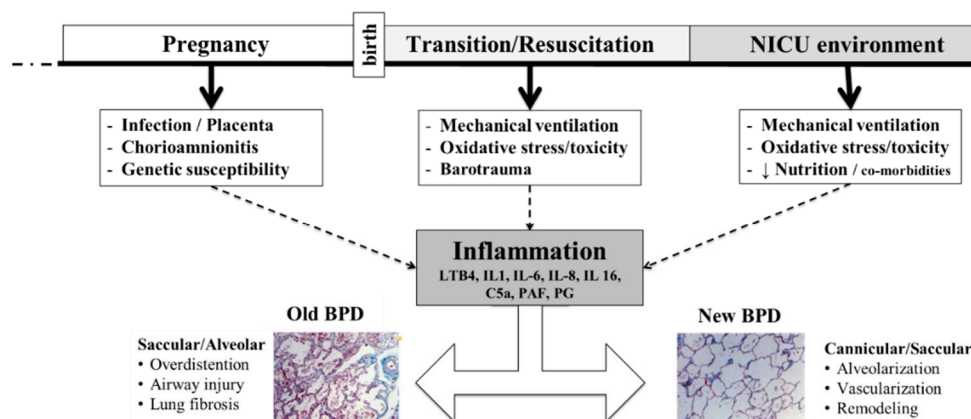 Pregnancy
birth
Transition/Resuscitation
NICU environment
- Infection / Placenta
- Chorioamnionitis
- Genetic susceptibility
- Mechanical ventilation
- Oxidative stress/toxicity
- Barotrauma
- Mechanical ventilation
- Oxidative stress/toxicity
- ↓ Nutrition / co-morbidities
Inflammation
LTB4, IL1, IL-6, IL-8, IL 16,
C5a, PAF, PG
Old BPD
New BPD
Saccular/Alveolar
• Overdistention
• Airway injury
• Lung fibrosis
Cannicular/Saccular
• Alveolarization
• Vascularization
• Remodeling